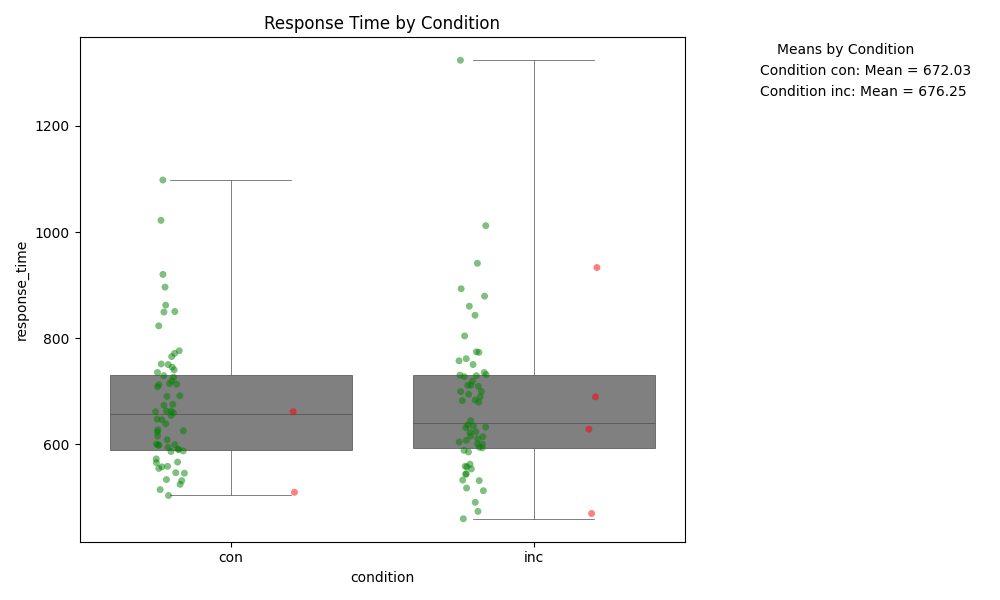 Response Time by Condition
Means by Condition
Condition con: Mean = 672.03
Condition inc: Mean = 676.25
1200
1000
800
600
response_time
con
inc
condition